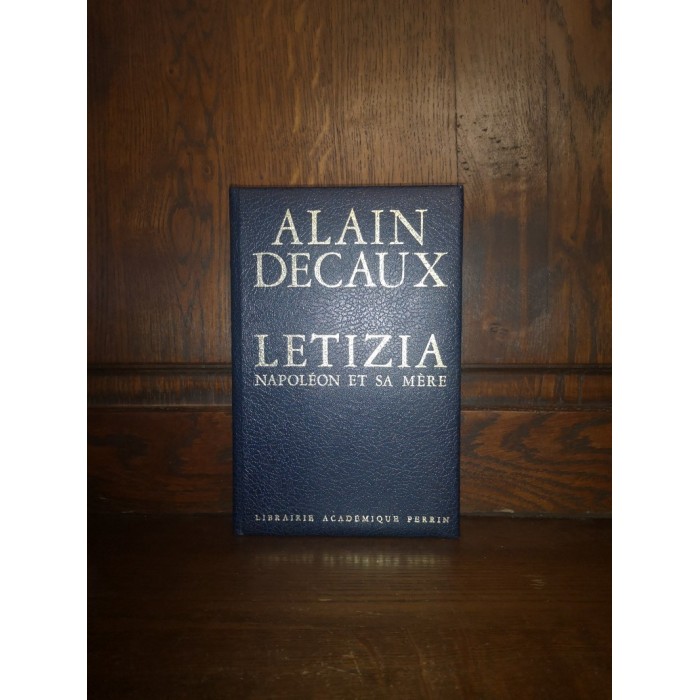 ALAIN
DECAUX
LETIZIA
NAPOLÉON ET SA MÈRE
LIBRAIRIE ACADÉMIQUE PERRIN